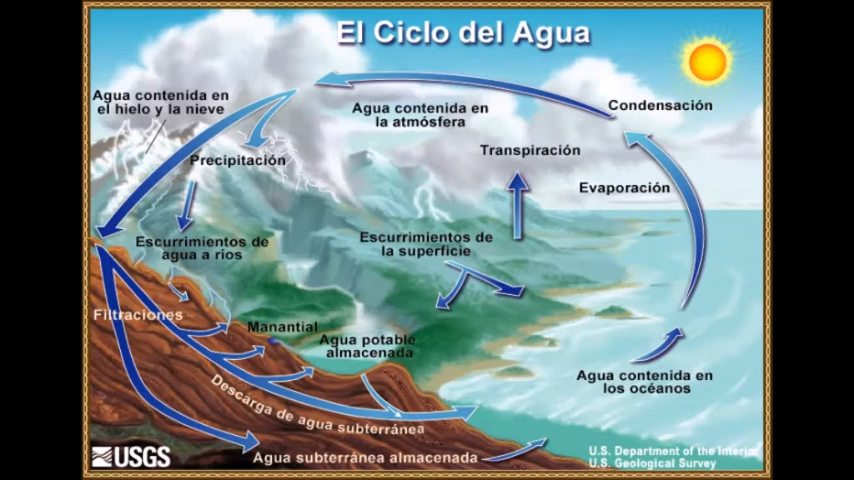 El Ciclo del Agua
Agua contenida en
el hielo y la nieve
Agua contenida en
la atmósfera
Condensación
Precipitación
Transpiración
Evaporación
Escurrimientos de
agua a ríos
Escurrimientos de
la superficie
Filtraciones
Manantial
Agua potable
almacenada
Agua contenida en
los océanos
Descarga de agua subterránea
Agua subterránea almacenada
USGS
U.S. Department of the Interior
U.S. Geological Survey